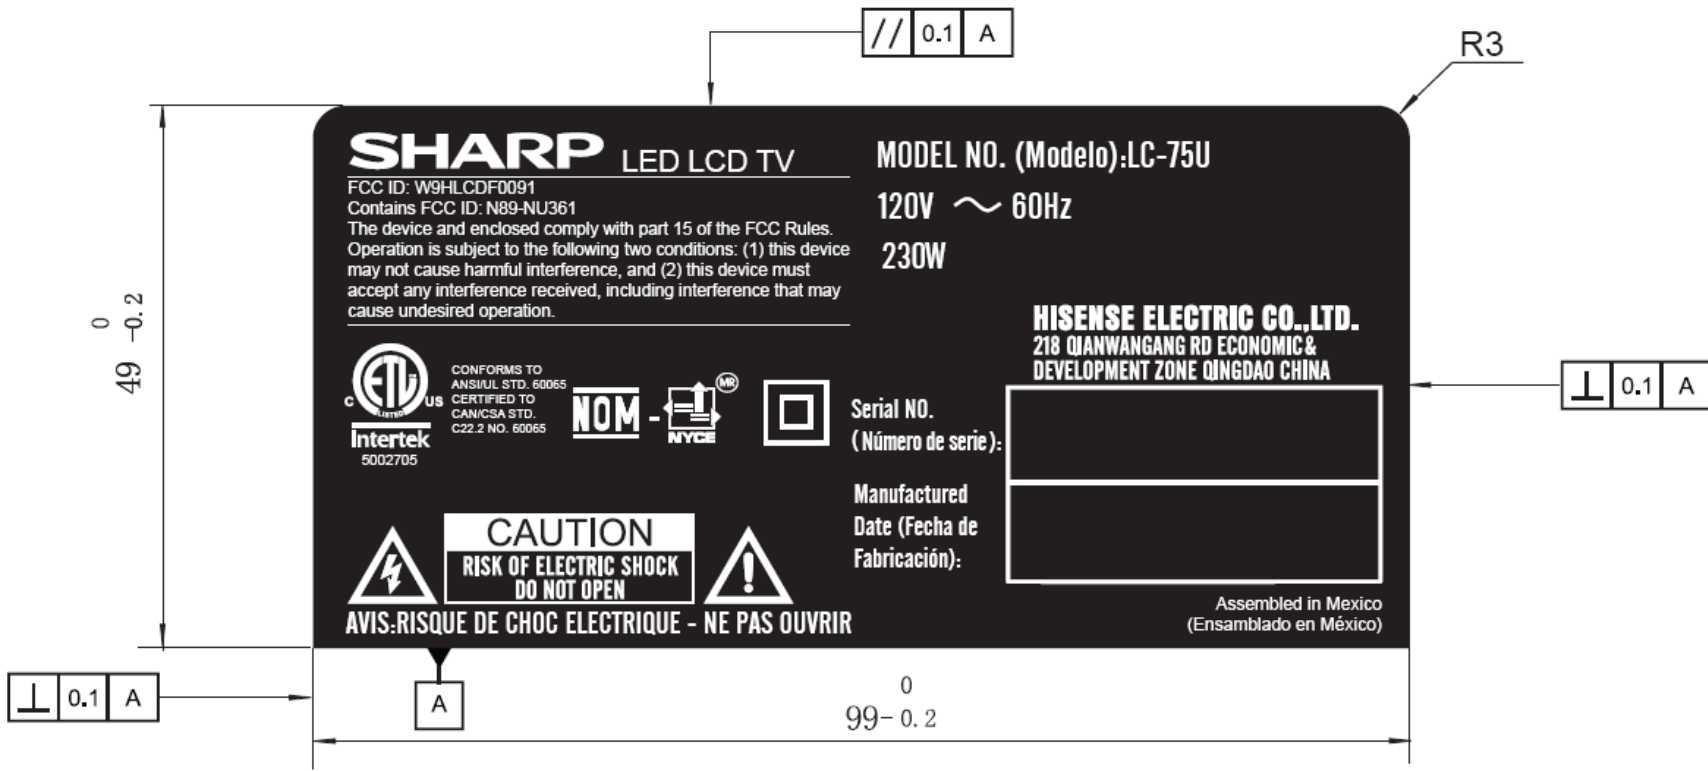 // 0.1 A
R3
SHARP LED LCD TV
FCC ID: W9HLCDF0091
Contains FCC ID: N89-NU361
The device and enclosed comply with part 15 of the FCC Rules.
Operation is subject to the following two conditions: (1) this device
may not cause harmful interference, and (2) this device must
accept any interference received, including interference that may
cause undesired operation.
MODEL NO. (Modelo):LC-75U
120V ～ 60Hz
230W
0
49 -0.2
HISENSE ELECTRIC CO.,LTD.
218 QIANWANGANG RD ECONOMIC &
DEVELOPMENT ZONE QINGDAO CHINA
⊥ 0.1 A
ETL
C US
LISTED
Intertek
5002705
CONFORMS TO
ANSI/UL STD. 60065
CERTIFIED TO
CAN/CSA STD.
C22.2 NO. 60065
NOM - NYCE MR
Serial NO.
(Número de serie):
Manufactured
Date (Fecha de
Fabricación):
CAUTION
RISK OF ELECTRIC SHOCK
DO NOT OPEN
AVIS:RISQUE DE CHOC ELECTRIQUE - NE PAS OUVRIR
Assembled in Mexico
(Ensamblado en México)
⊥ 0.1 A
A
0
99-0.2